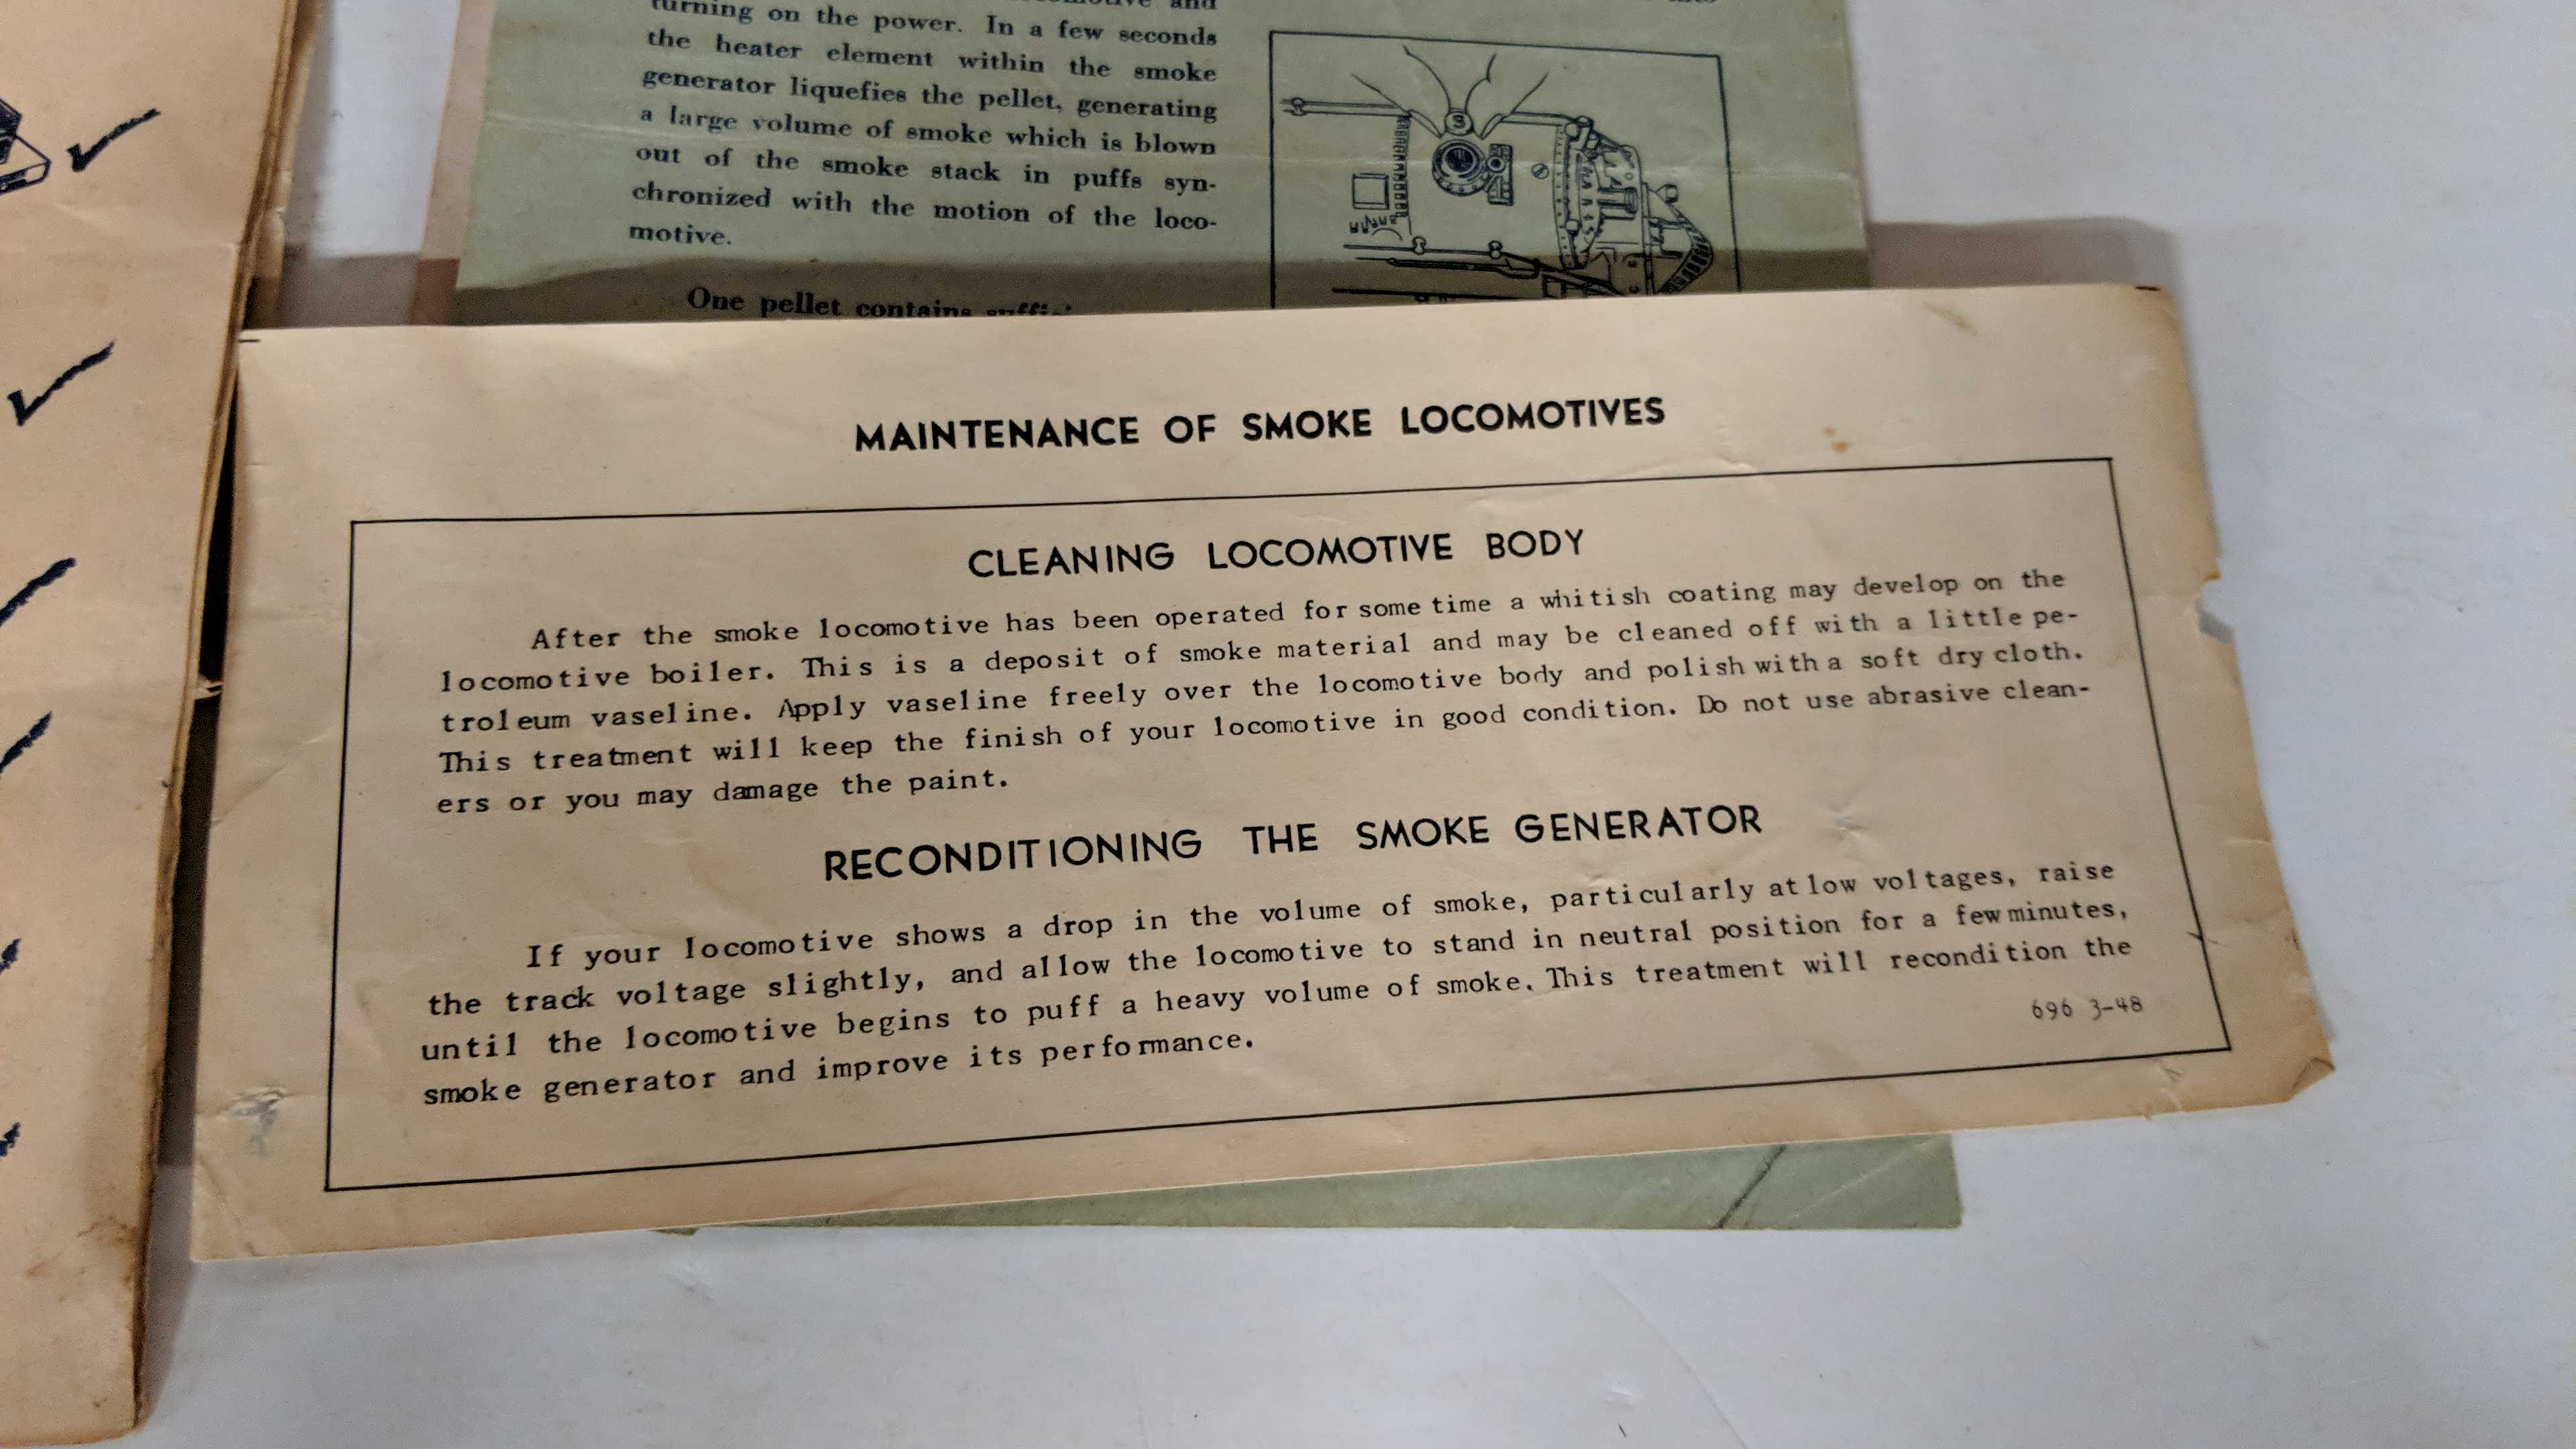 turning on the power. In a few seconds
the heater element within the smoke
generator liquefies the pellet, generating
a large volume of smoke which is blown
out of the smoke stack in puffs syn-
chronized with the motion of the loco-
motive.
One pellet contains
MAINTENANCE OF SMOKE LOCOMOTIVES
CLEANING LOCOMOTIVE BODY
After the smoke locomotive has been operated for some time a whitish coating may develop on the
locomotive boiler. This is a deposit of smoke material and may be cleaned off with a little pe-
troleum vaseline. Apply vaseline freely over the locomotive body and polish with a soft dry cloth.
This treatment will keep the finish of your locomotive in good condition. Do not use abrasive clean-
ers or you may damage the paint.
RECONDITIONING THE SMOKE GENERATOR
If your locomotive shows a drop in the volume of smoke, particularly at low voltages, raise
the track voltage slightly, and allow the locomotive to stand in neutral position for a few minutes,
until the locomotive begins to puff a heavy volume of smoke. This treatment will recondition the
smoke generator and improve its performance.
696 3-48